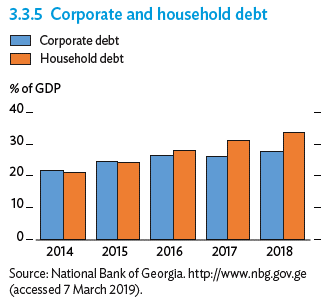 3.3.5 Corporate and household debt
Corporate debt
Household debt
% of GDP
40
30
20
10
0
2014 2015 2016 2017 2018
Source: National Bank of Georgia. http://www.nbg.gov.ge
(accessed 7 March 2019).